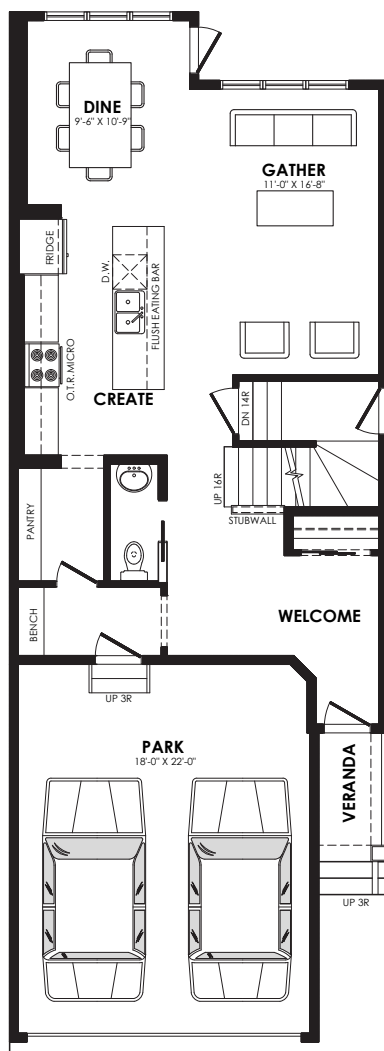 DINE
9'-6" X 10'-9"
GATHER
11'-0" X 16'-8"
FRIDGE
D.W.
FLUSH EATING BAR
O.T.R.MICRO
CREATE
DN 14R
UP 16R
STUBWALL
PANTRY
BENCH
WELCOME
UP 3R
PARK
18'-0" X 22'-0"
VERANDA
UP 3R